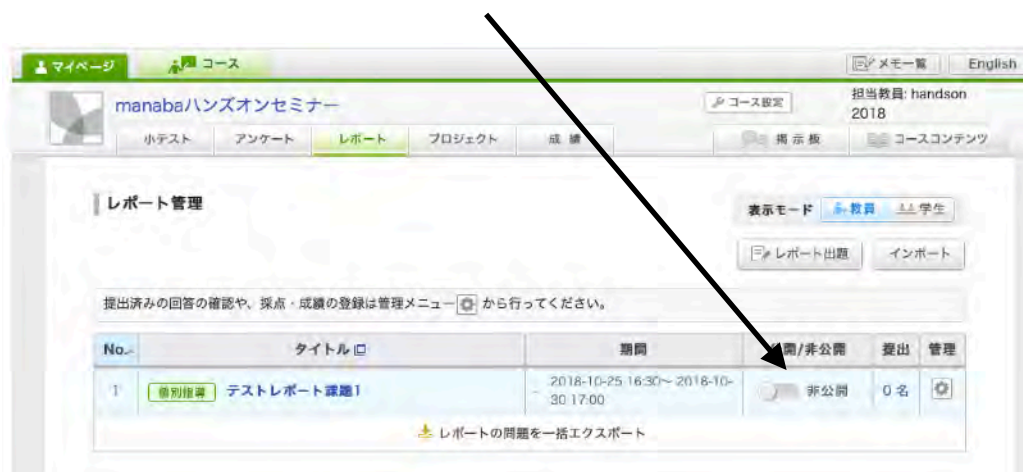 マイページ コース メモ一覧 English
manabaハンズオンセミナー コース設定 担当教員: handson
2018
小テスト アンケート レポート プロジェクト 成績 掲示板 コースコンテンツ
レポート管理 表示モード 教員 学生
レポート出題 インポート
提出済みの回答の確認や、採点・成績の登録は管理メニュー から行ってください。
No. タイトル 期間 開/非公開 提出 管理
1 個別指導 テストレポート課題1 - 2018-10-25 16:30～ 2018-10-
30 17:00 非公開 0 名
レポートの問題を一括エクスポート